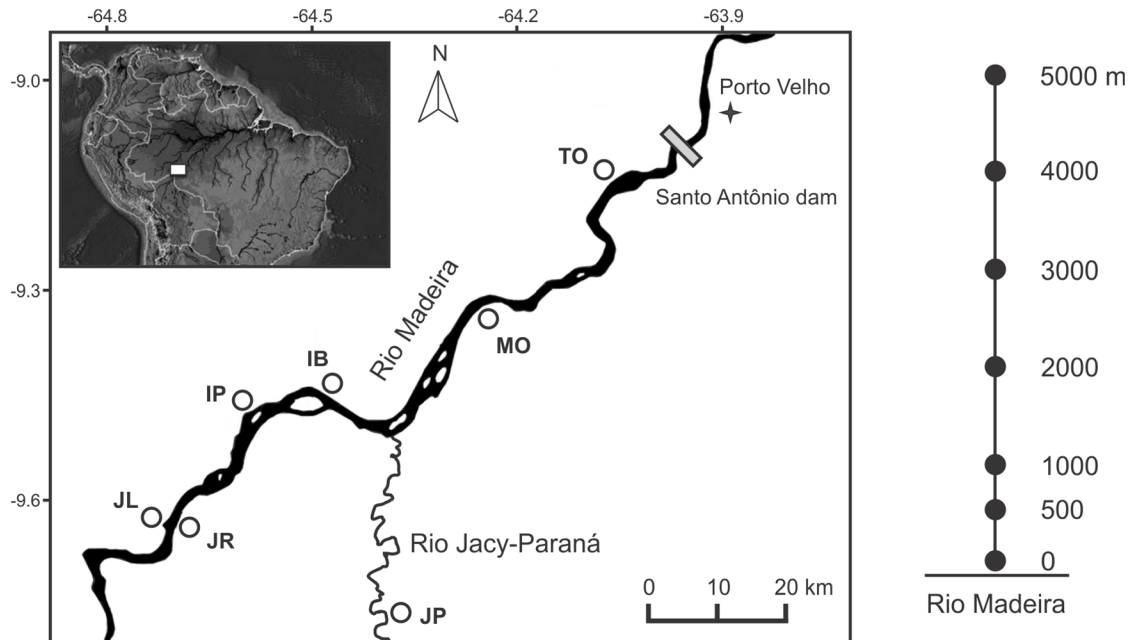 -64.8 -64.5 -64.2 -63.9
-9.0
-9.3
-9.6
N
Porto Velho
TO
Santo Antônio dam
Rio Madeira
MO
IB
IP
JL
JR
Rio Jacy-Paraná
JP
0 10 20 km
5000 m
4000
3000
2000
1000
500
0
Rio Madeira